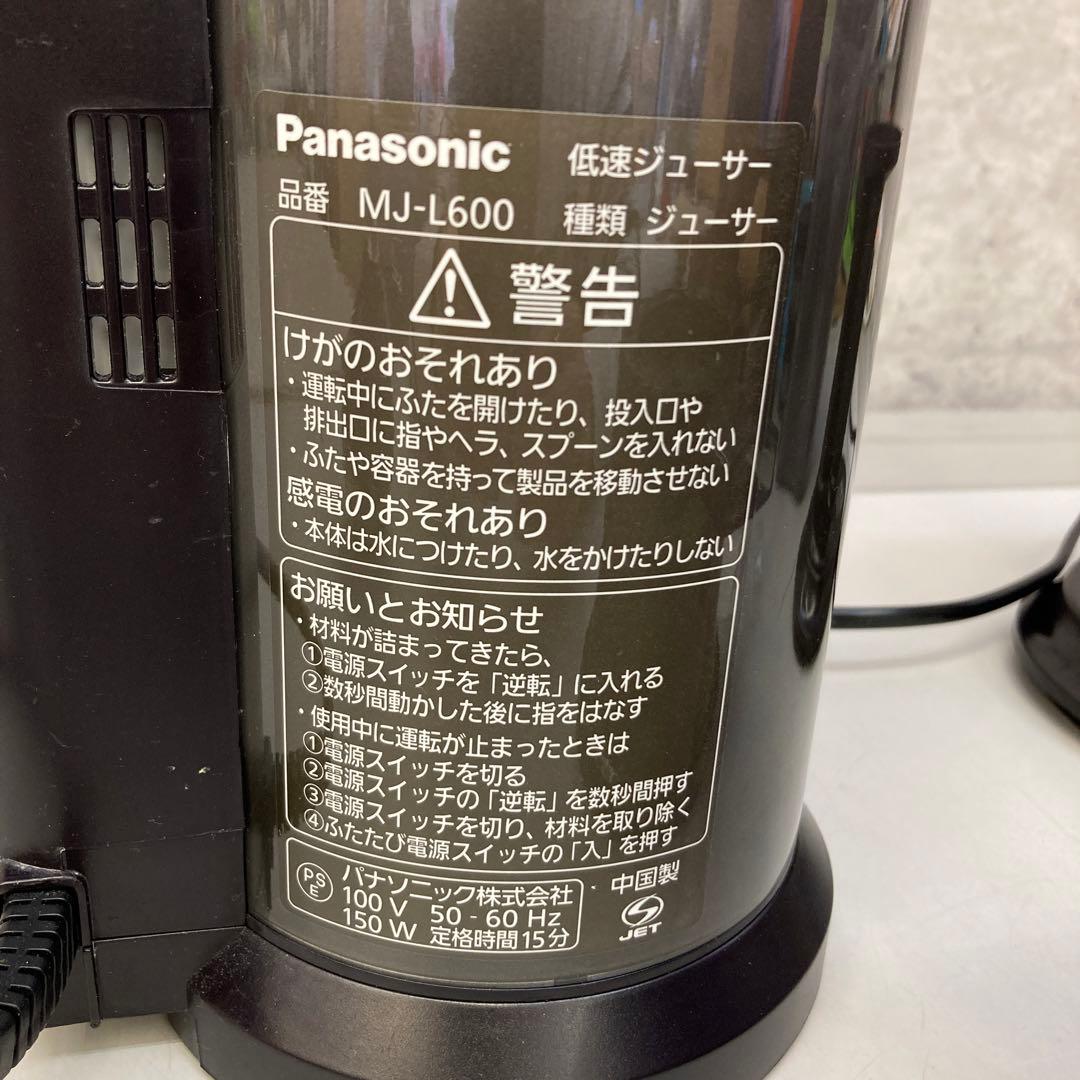 Panasonic 低速ジューサー
品番 MJ-L600 種類 ジューサー
警告
けがのおそれあり
・運転中にふたを開けたり、投入口や
排出口に指やヘラ、スプーンを入れない
・ふたや容器を持って製品を移動させない
感電のおそれあり
・本体は水につけたり、水をかけたりしない
お願いとお知らせ
・材料が詰まってきたら、
①電源スイッチを「逆転」に入れる
②数秒間動かした後に指をはなす
・使用中に運転が止まったときは
①電源スイッチを切る
②電源スイッチの「逆転」を数秒間押す
③電源スイッチを切り、材料を取り除く
④ふたたび電源スイッチの「入」を押す
PS
E
パナソニック株式会社
100 V 50 - 60 Hz
150 W 定格時間15分
中国製
JET